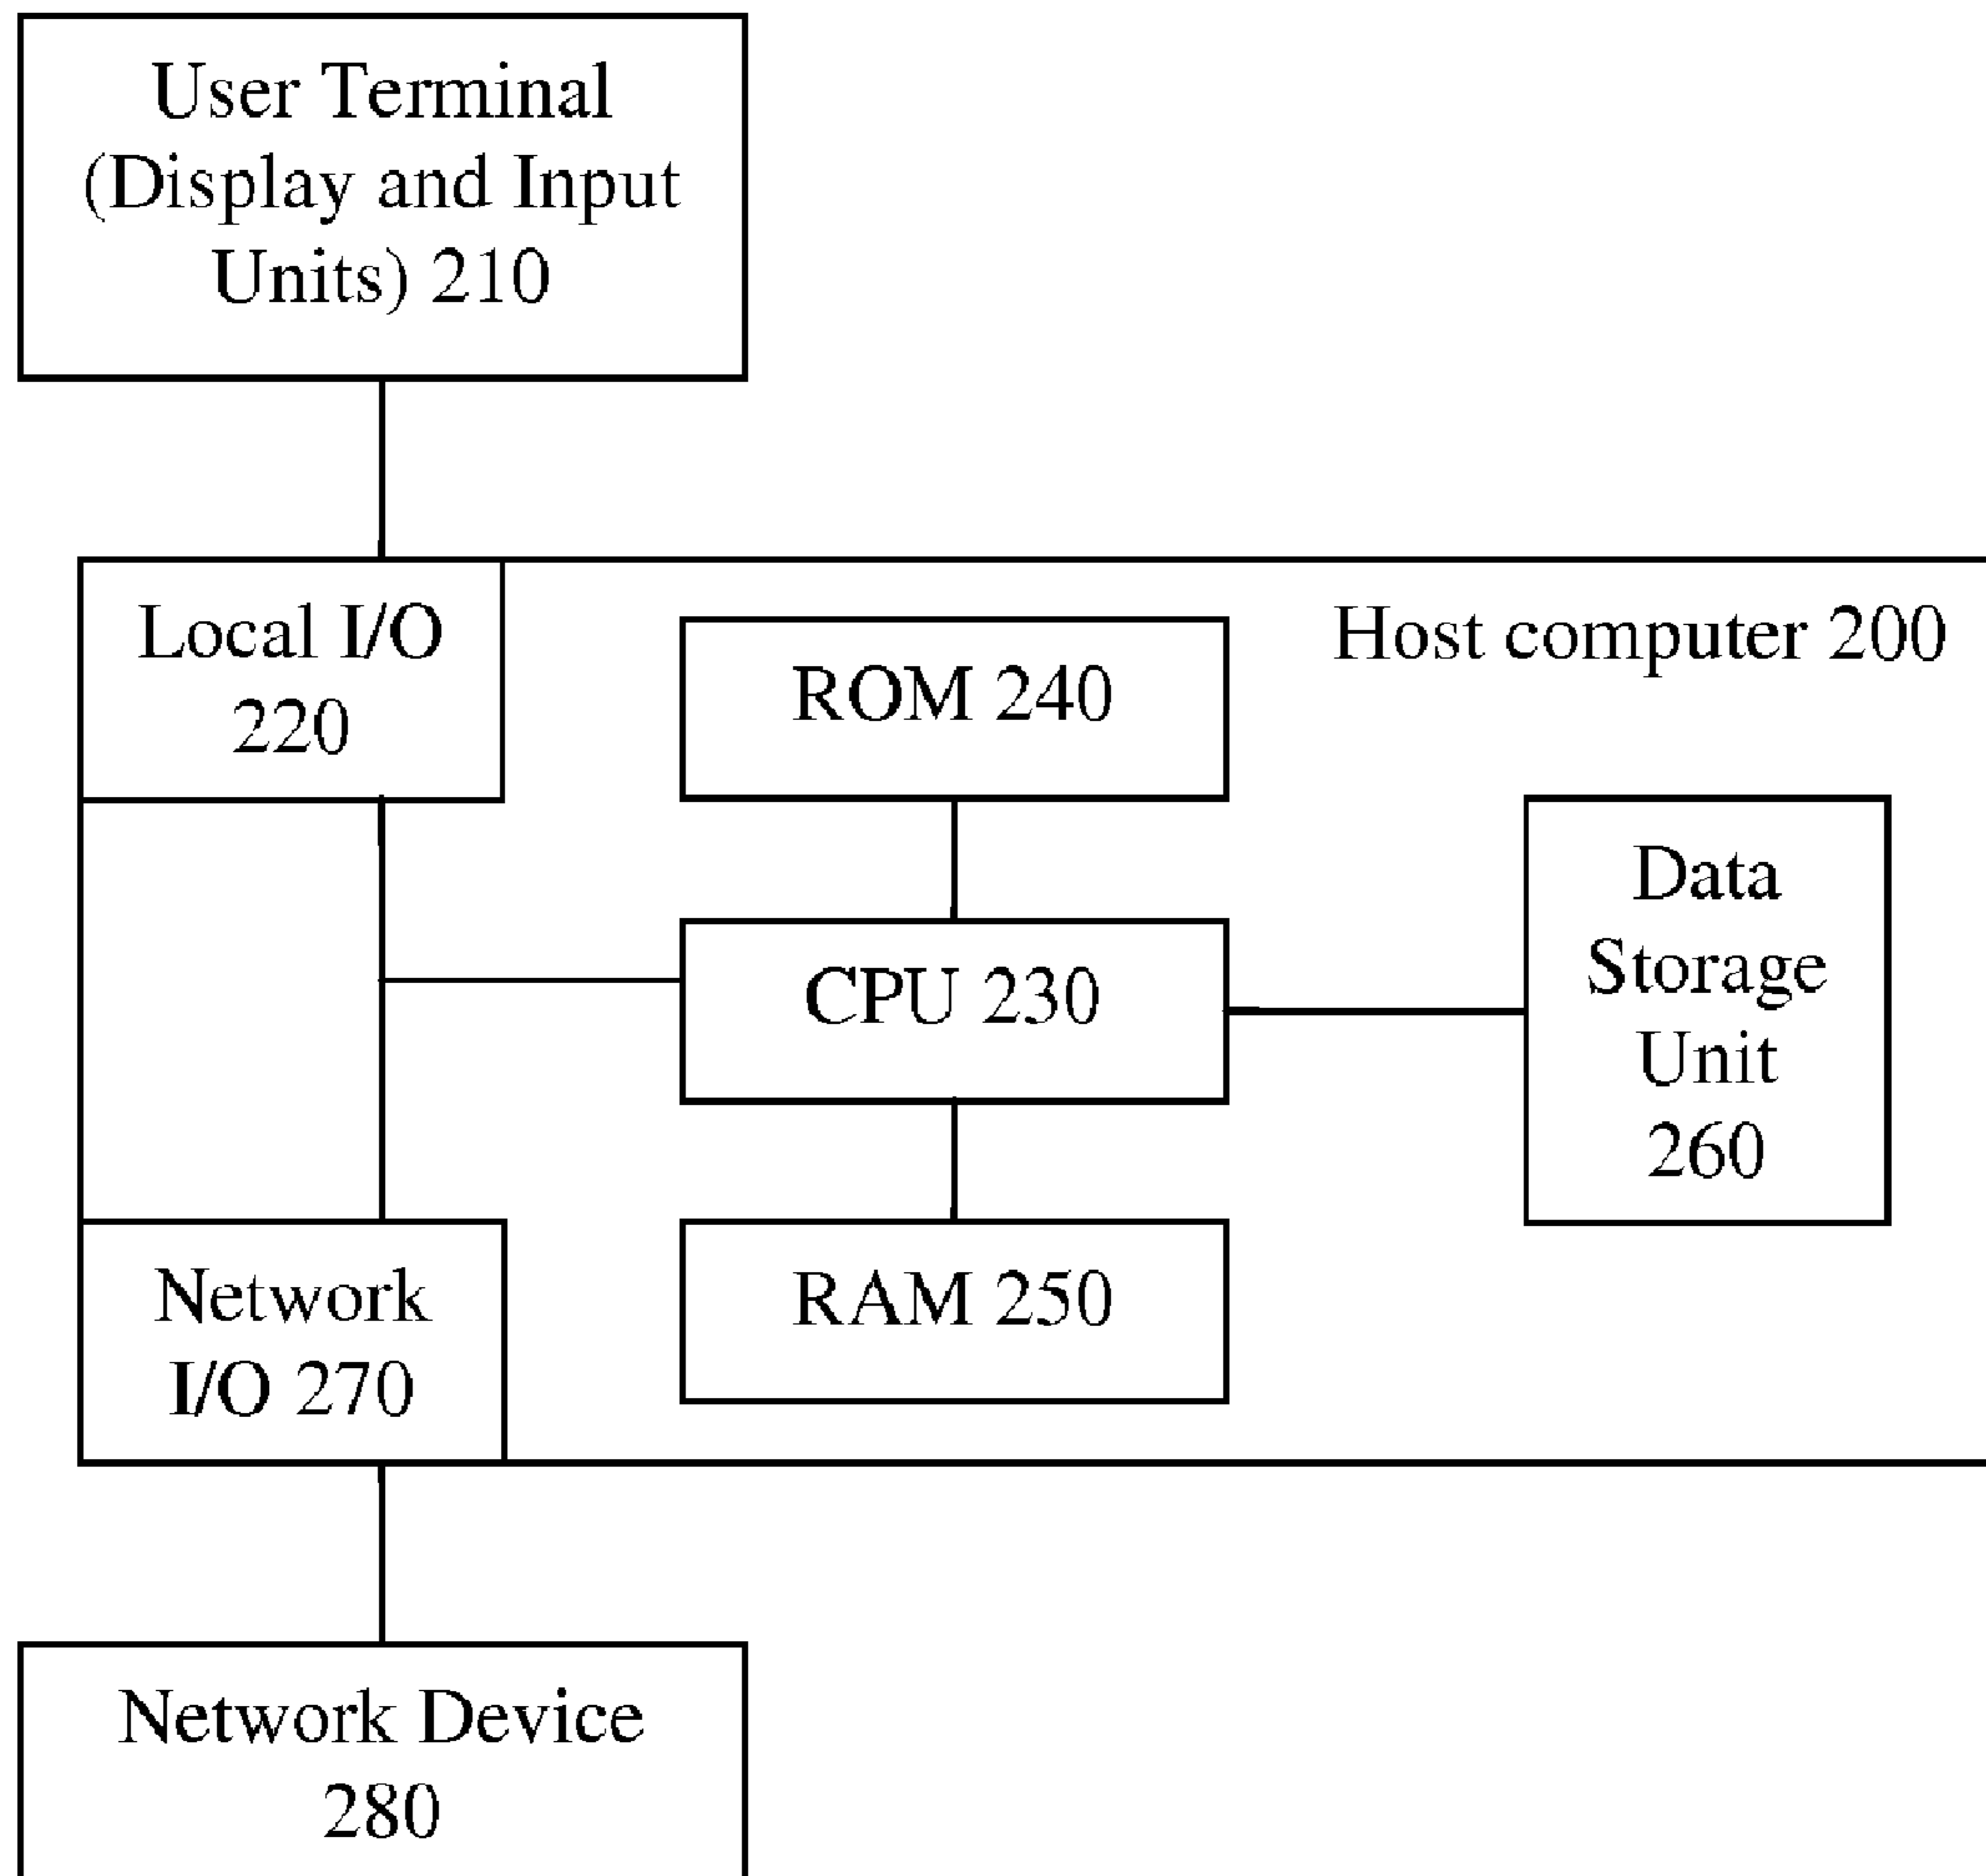 User Terminal
(Display and Input
Units) 210
Local I/O
220
ROM 240
Host computer 200
Data
Storage
Unit
260
CPU 230
Network
I/O 270
RAM 250
Network Device
280